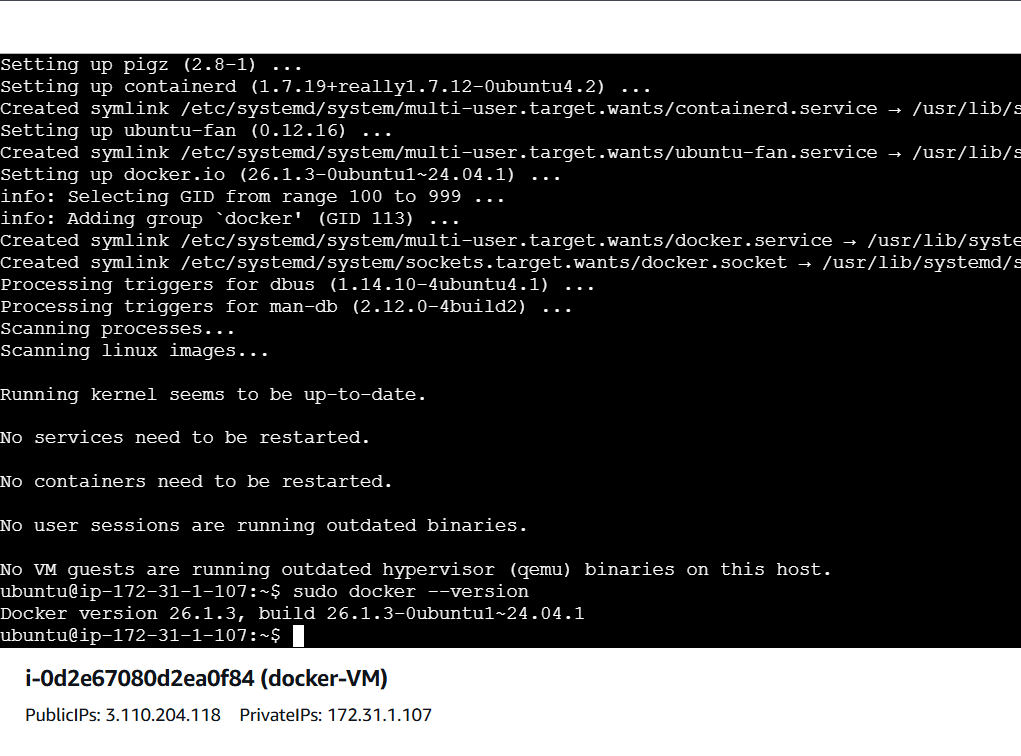 Setting up pigz (2.8-1) ...
Setting up containerd (1.7.19+really1.7.12-0ubuntu4.2) ...
Created symlink /etc/systemd/system/multi-user.target.wants/containerd.service → /usr/lib/s
Setting up ubuntu-fan (0.12.16) ...
Created symlink /etc/systemd/system/multi-user.target.wants/ubuntu-fan.service → /usr/lib/s
Setting up docker.io (26.1.3-0ubuntu1~24.04.1) ...
info: Selecting GID from range 100 to 999 ...
info: Adding group `docker' (GID 113) ...
Created symlink /etc/systemd/system/multi-user.target.wants/docker.service → /usr/lib/syste
Created symlink /etc/systemd/system/sockets.target.wants/docker.socket → /usr/lib/systemd/s
Processing triggers for dbus (1.14.10-4ubuntu4.1) ...
Processing triggers for man-db (2.12.0-4build2) ...
Scanning processes...
Scanning linux images...
Running kernel seems to be up-to-date.
No services need to be restarted.
No containers need to be restarted.
No user sessions are running outdated binaries.
No VM guests are running outdated hypervisor (qemu) binaries on this host.
ubuntu@ip-172-31-1-107:~$ sudo docker --version
Docker version 26.1.3, build 26.1.3-0ubuntu1~24.04.1
ubuntu@ip-172-31-1-107:~$
i-0d2e67080d2ea0f84 (docker-VM)
PublicIPs: 3.110.204.118 PrivateIPs: 172.31.1.107